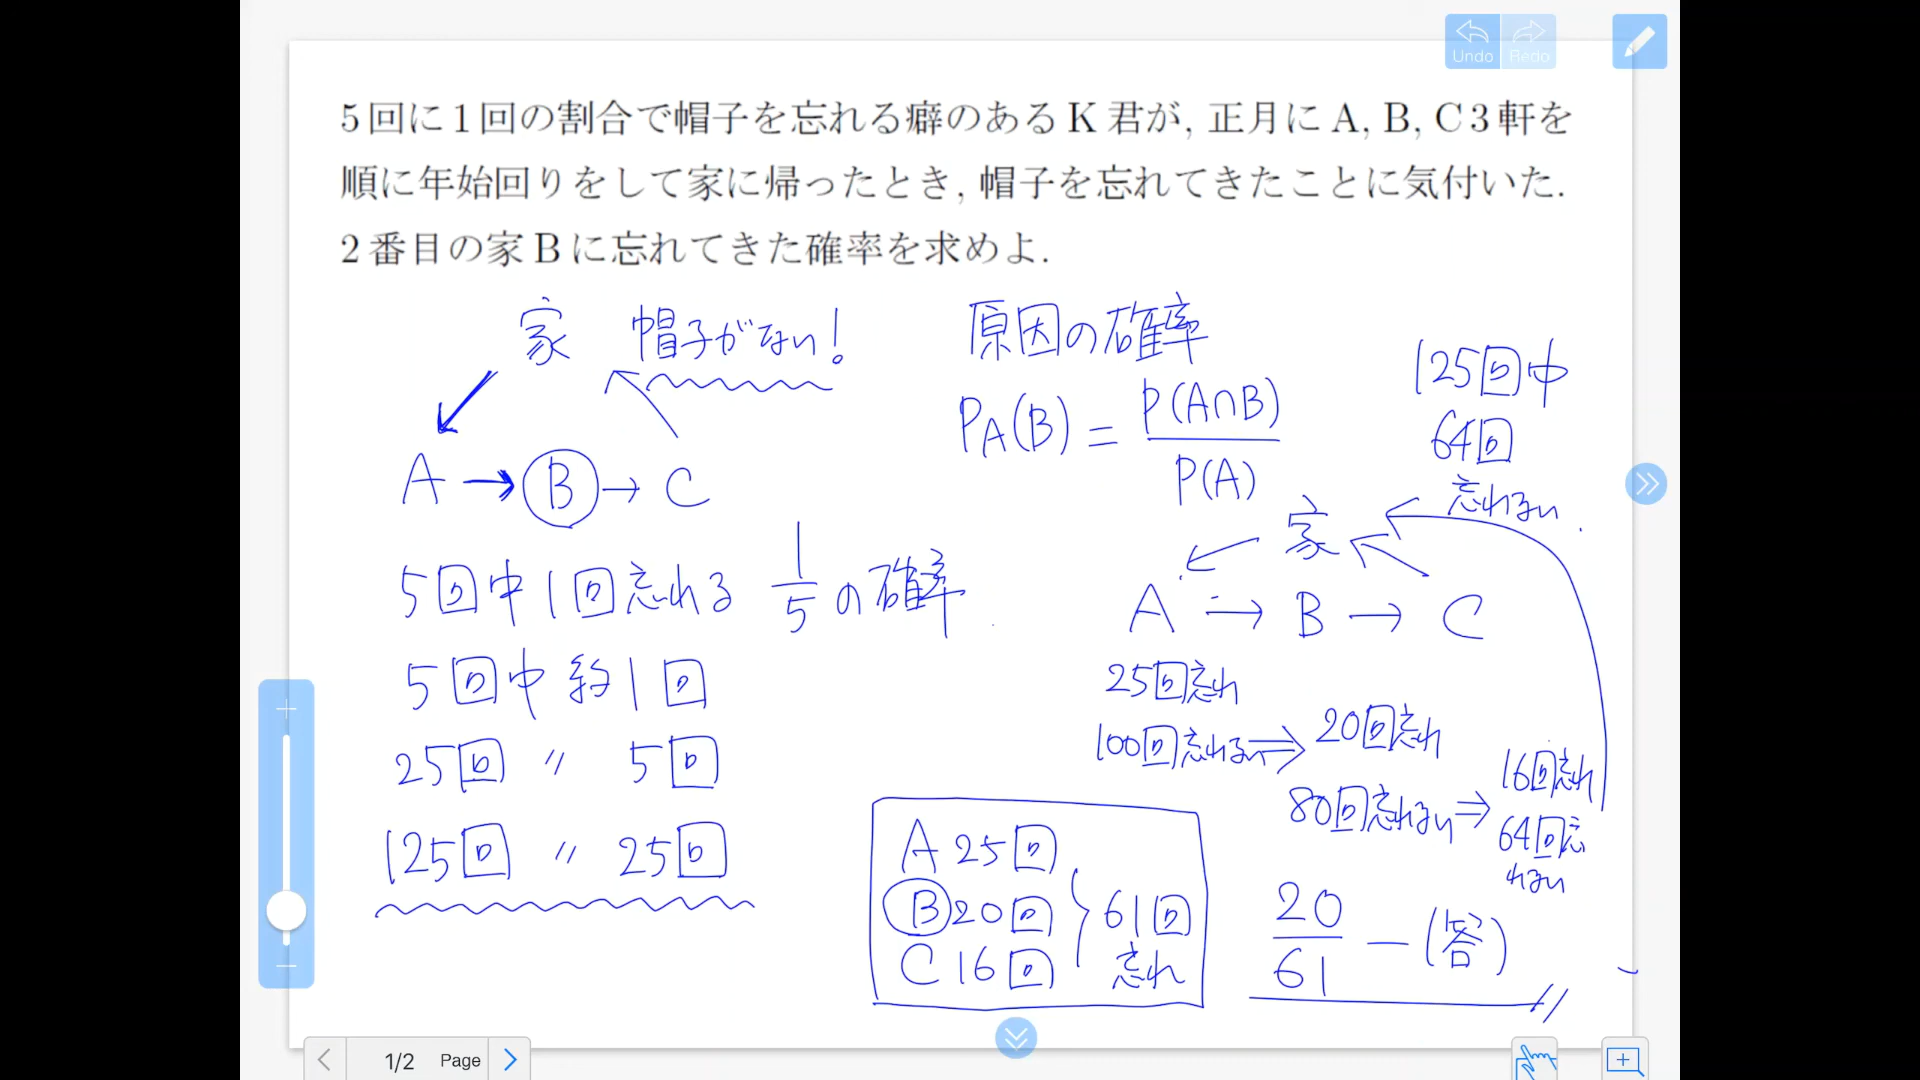 Undo
Redo
5回に1回の割合で帽子を忘れる癖のあるK君が, 正月にA, B, C 3軒を
順に年始回りをして家に帰ったとき, 帽子を忘れてきたことに気付いた.
2番目の家Bに忘れてきた確率を求めよ.
家 帽子がない!
A → B → C
5回中1回忘れる 1/5の確率
5回中約1回
25回 〃 5回
125回 〃 25回
原因の確率
P_A(B) = P(A∩B)/P(A)
125回中
64回
忘れない.
家
A → B → C
25回忘れ
100回忘れない⇒20回忘れ
80回忘れない⇒16回忘れ
64回忘
れない
A 25回
B 20回
C 16回
61回
忘れ
20/61 ―(答)
1/2 Page